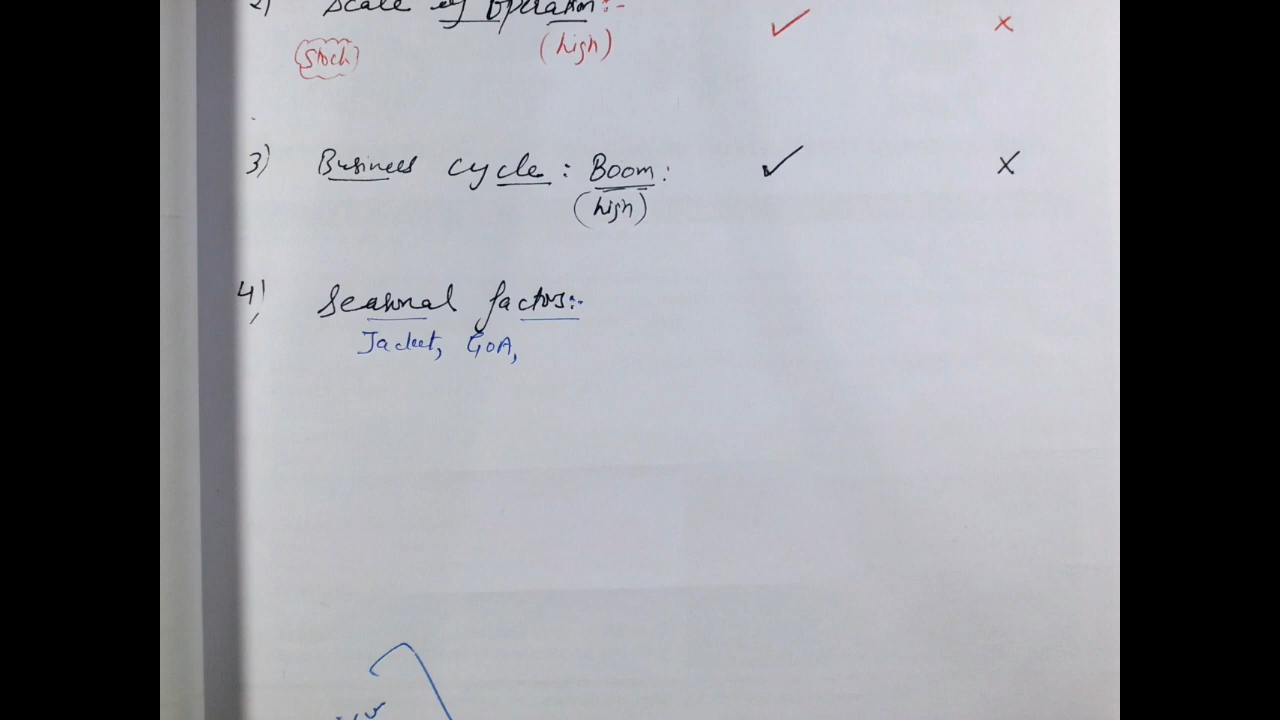 2) Scale of Operation:- ✓ ×
(Stock) (high)
3) Business cycle : Boom : ✓ ×
(high)
4) Seasonal factors:-
Jacket, GOA,